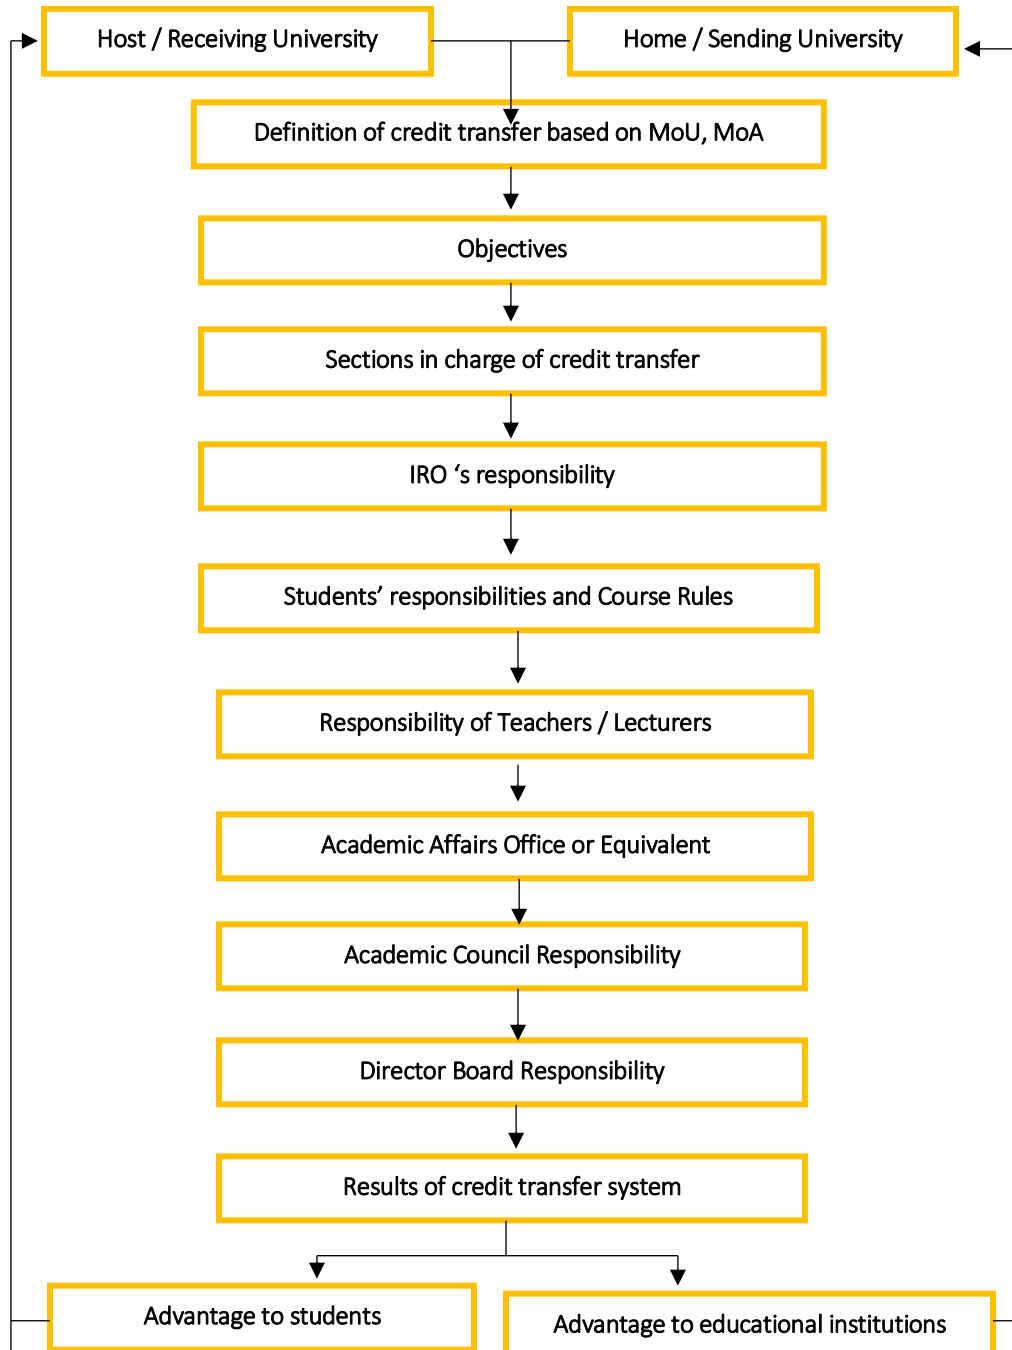 Host / Receiving University
Home / Sending University
Definition of credit transfer based on MoU, MoA
Objectives
Sections in charge of credit transfer
IRO ‘s responsibility
Students’ responsibilities and Course Rules
Responsibility of Teachers / Lecturers
Academic Affairs Office or Equivalent
Academic Council Responsibility
Director Board Responsibility
Results of credit transfer system
Advantage to students
Advantage to educational institutions